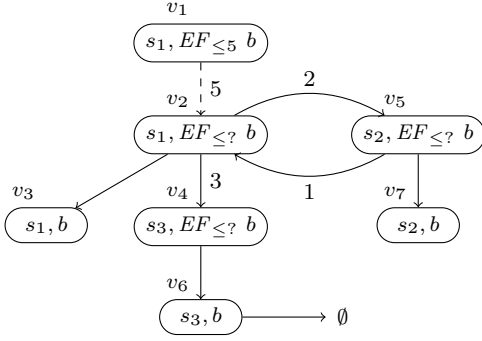 v₁
s₁, EF≤5 b
5
2
v₂
v₅
s₁, EF≤? b
s₂, EF≤? b
3
1
v₃
v₄
v₇
s₁, b
s₃, EF≤? b
s₂, b
v₆
s₃, b
∅